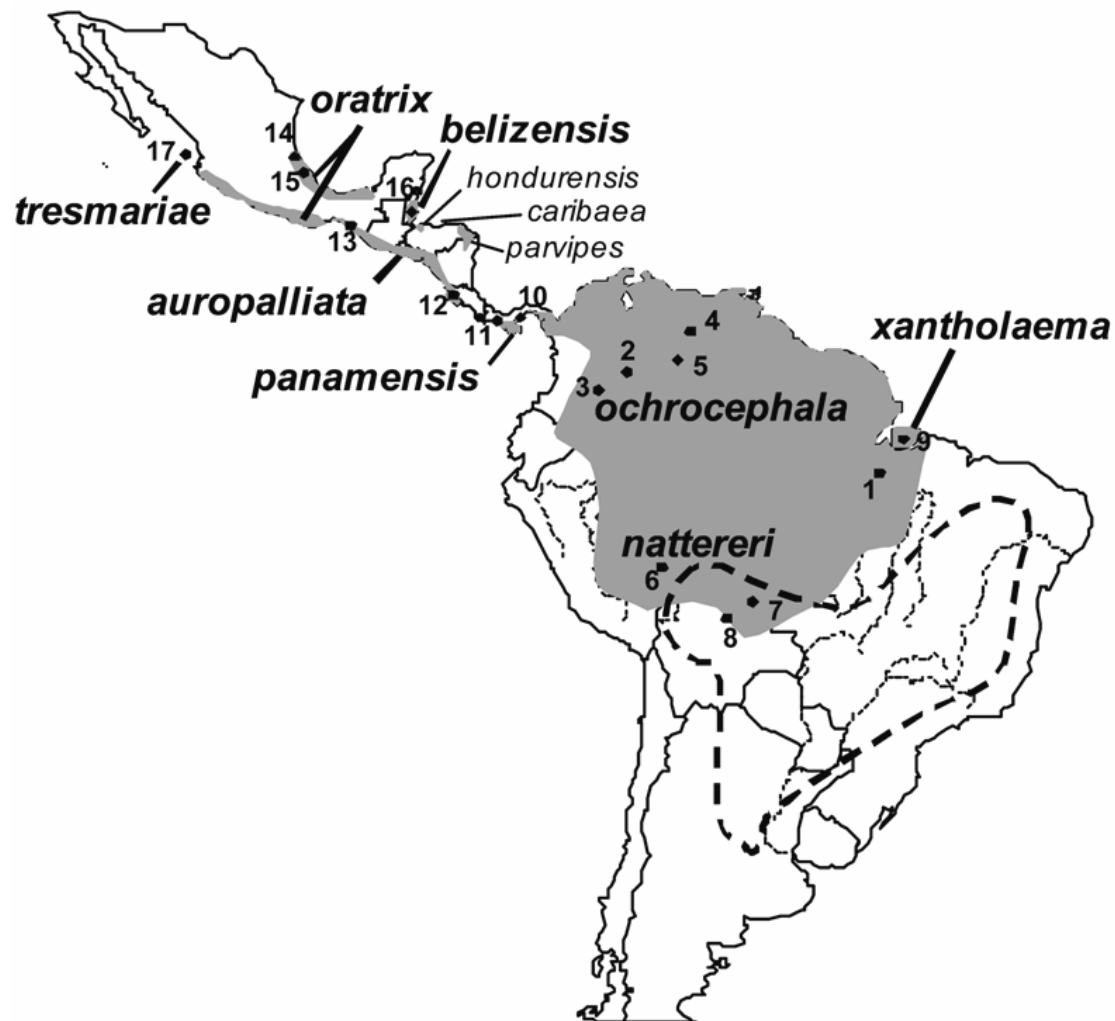 oratrix
14
belizensis
17
15
16
hondurensis
tresmariae
caribaea
13
parvipes
auropalliata
12
10
11
4
xantholaema
panamensis
2
5
3
ochrocephala
9
1
nattereri
6
7
8